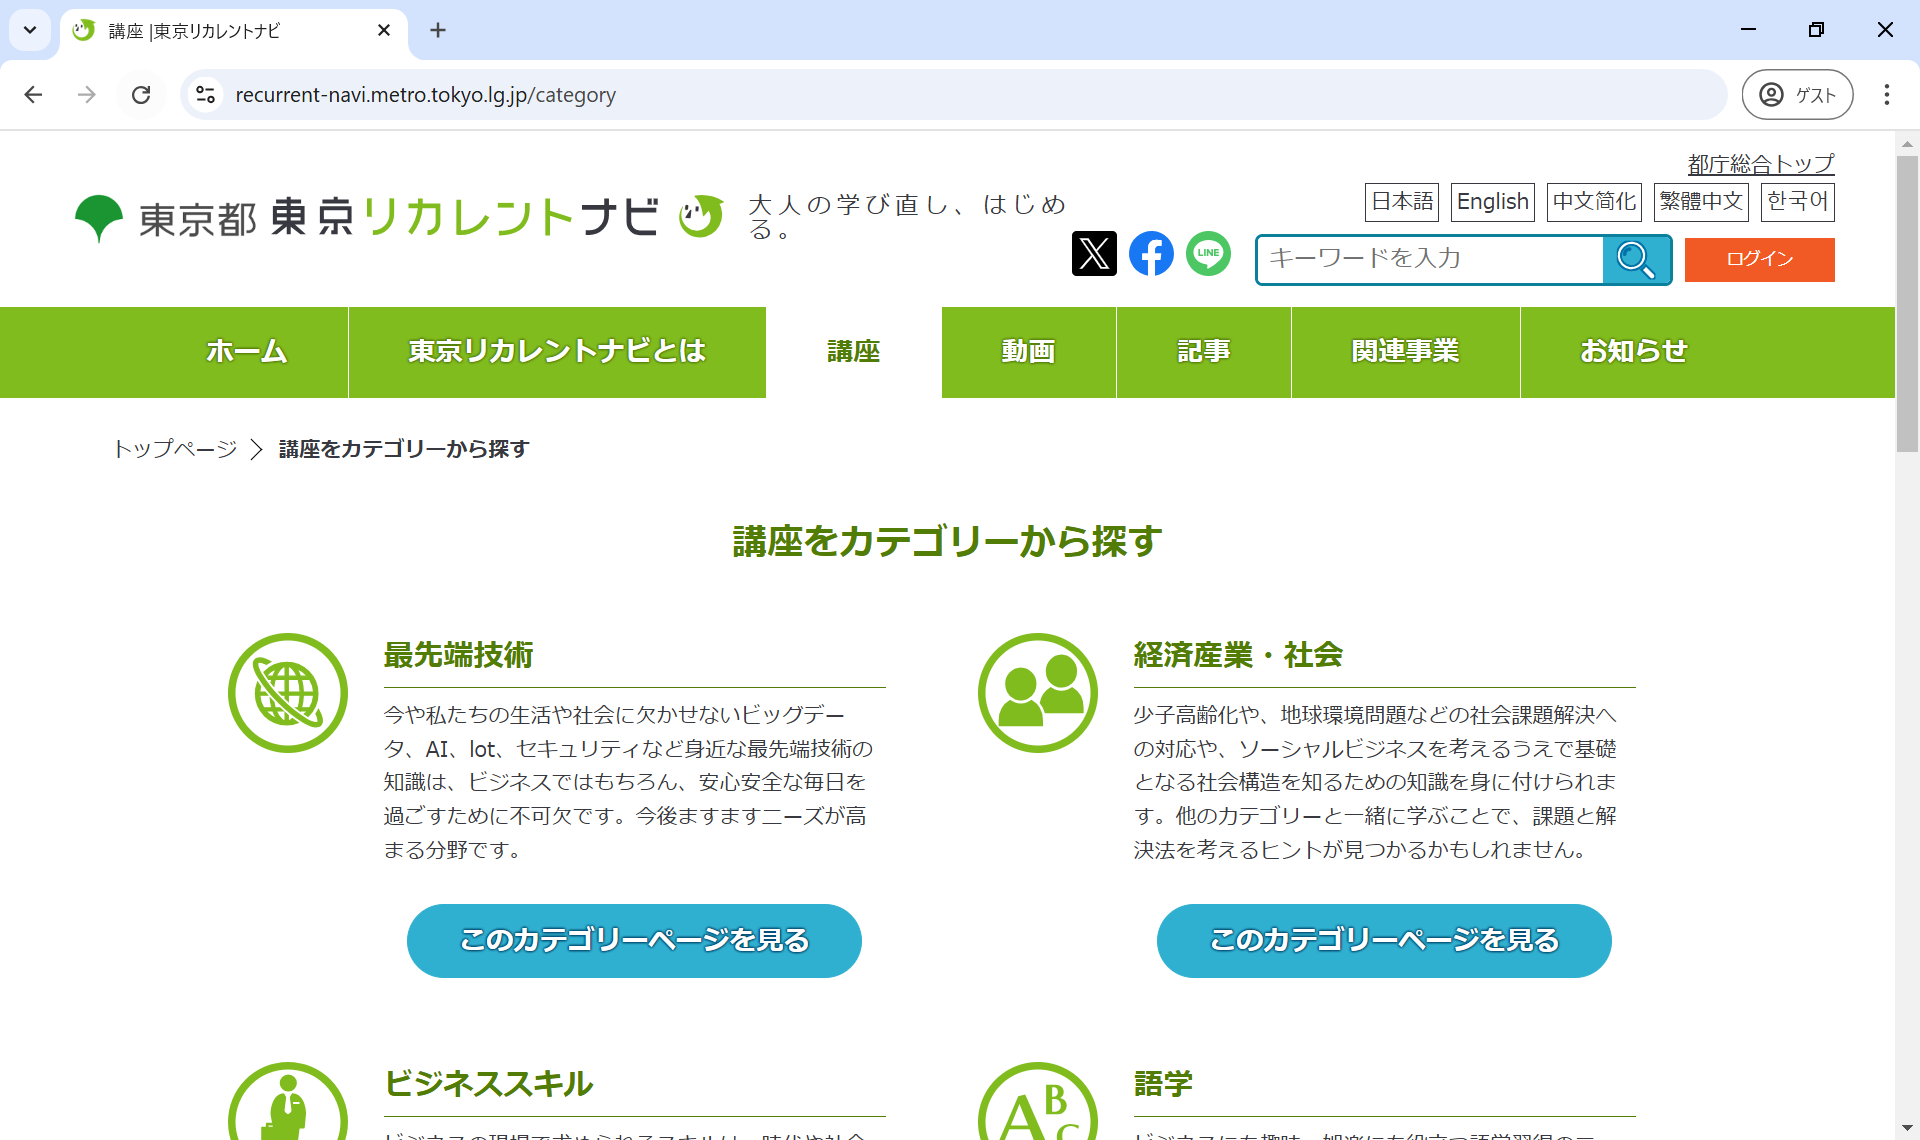 講座 |東京リカレントナビ
recurrent-navi.metro.tokyo.lg.jp/category
ゲスト
都庁総合トップ
東京都 東京リカレントナビ
大人の学び直し、はじめ
る。
日本語 English 中文简化 繁體中文 한국어
LINE
キーワードを入力
ログイン
ホーム 東京リカレントナビとは 講座 動画 記事 関連事業 お知らせ
トップページ 講座をカテゴリーから探す
講座をカテゴリーから探す
最先端技術
今や私たちの生活や社会に欠かせないビッグデー
タ、AI、lot、セキュリティなど身近な最先端技術の
知識は、ビジネスではもちろん、安心安全な毎日を
過ごすために不可欠です。今後ますますニーズが高
まる分野です。
このカテゴリーページを見る
経済産業・社会
少子高齢化や、地球環境問題などの社会課題解決へ
の対応や、ソーシャルビジネスを考えるうえで基礎
となる社会構造を知るための知識を身に付けられま
す。他のカテゴリーと一緒に学ぶことで、課題と解
決法を考えるヒントが見つかるかもしれません。
このカテゴリーページを見る
ビジネススキル
語学
ABC